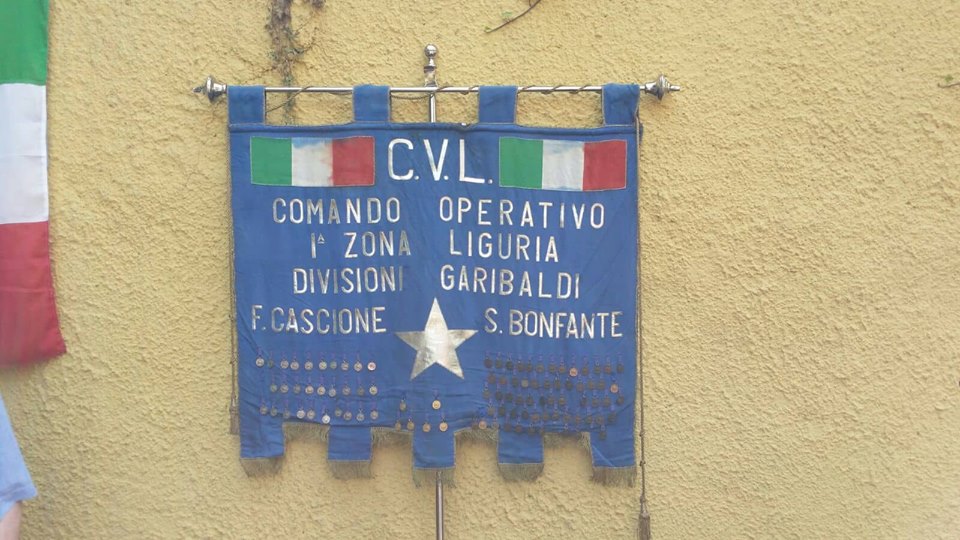 C.V.L.
COMANDO OPERATIVO
1ª ZONA LIGURIA
DIVISIONI GARIBALDI
F. CASCIONE S. BONFANTE